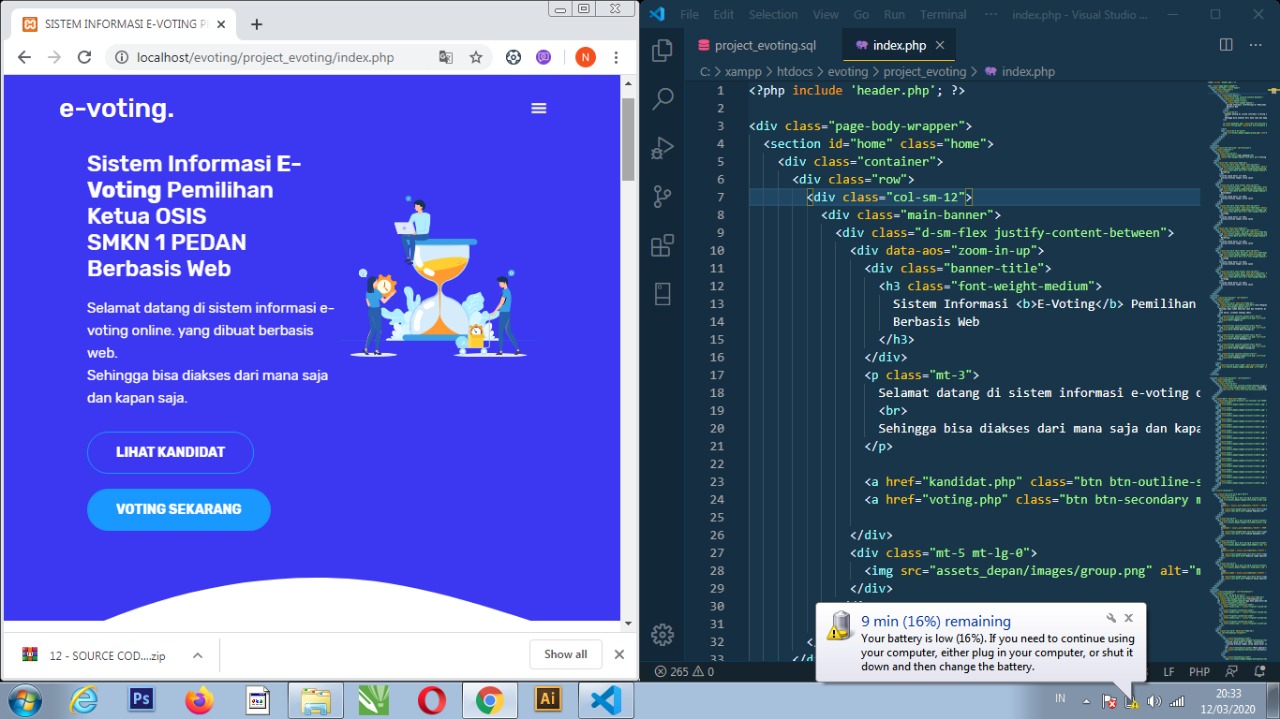 SISTEM INFORMASI E-VOTING PE
localhost/evoting/project_evoting/index.php
N
e-voting.
Sistem Informasi E-
Voting Pemilihan
Ketua OSIS
SMKN 1 PEDAN
Berbasis Web
Selamat datang di sistem informasi e-
voting online. yang dibuat berbasis
web.
Sehingga bisa diakses dari mana saja
dan kapan saja.
LIHAT KANDIDAT
VOTING SEKARANG
12 - SOURCE COD....zip
Show all
File Edit Selection View Go Run Terminal ··· index.php - Visual Studio ...
project_evoting.sql
index.php
C: > xampp > htdocs > evoting > project_evoting > index.php
1 <?php include 'header.php'; ?>
2
3 <div class="page-body-wrapper">
4 <section id="home" class="home">
5 <div class="container">
6 <div class="row">
7 <div class="col-sm-12">
8 <div class="main-banner">
9 <div class="d-sm-flex justify-content-between">
10 <div data-aos="zoom-in-up">
11 <div class="banner-title">
12 <h3 class="font-weight-medium">
13 Sistem Informasi <b>E-Voting</b> Pemilihan
14 Berbasis Web
15 </h3>
16 </div>
17 <p class="mt-3">
18 Selamat datang di sistem informasi e-voting o
19 <br>
20 Sehingga bisa diakses dari mana saja dan kapa
21 </p>
22
23 <a href="kandidat.php" class="btn btn-outline-s
24 <a href="voting.php" class="btn btn-secondary m
25
26 </div>
27 <div class="mt-5 mt-lg-0">
28 <img src="assets_depan/images/group.png" alt="m
29 </div>
30
31
32
33
9 min (16%) remaining
Your battery is low (16%). If you need to continue using
your computer, either plug in your computer, or shut it
down and then change the battery.
265 0
LF PHP
Ps
Ai
IN
20:33
12/03/2020